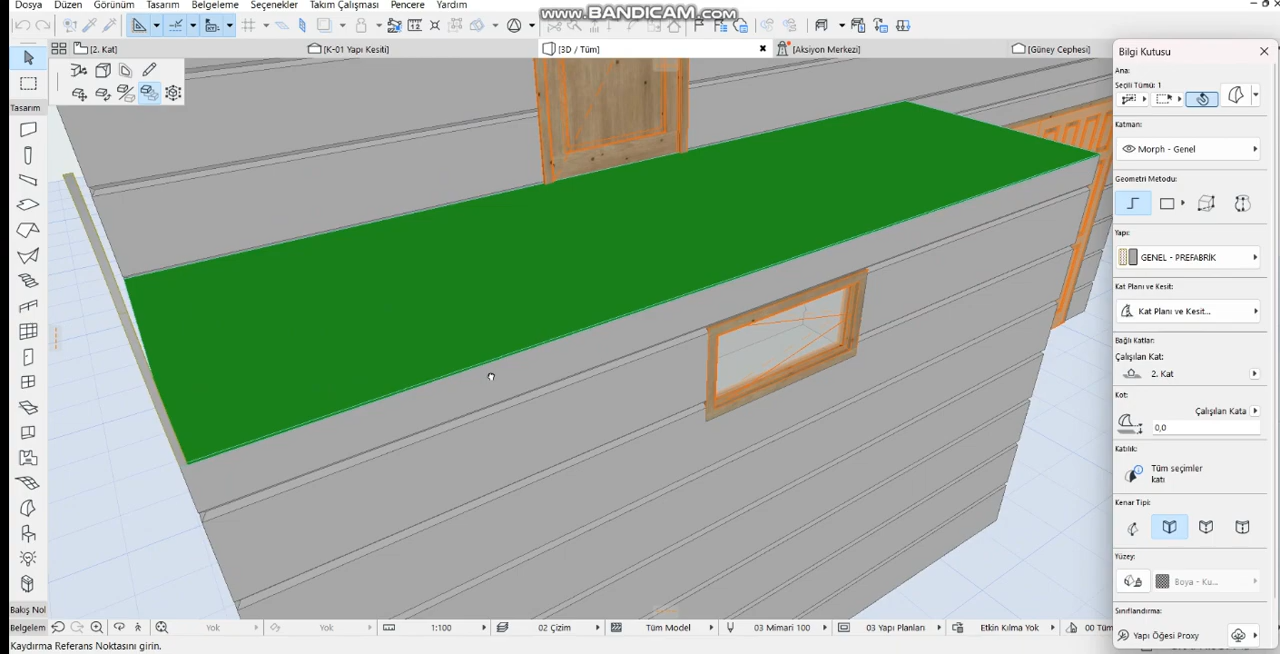 Dosya Düzen Görünüm Tasarım Belgeleme Seçenekler Takım Çalışması Pencere Yardım
www.BANDICAM.com
[2. Kat] [K-01 Yapı Kesiti] [3D / Tüm] [Aksiyon Merkezi] [Güney Cephesi]
Tasarım
Bilgi Kutusu
Ana:
Seçili Tümü: 1
Katman:
Morph - Genel
Geometri Metodu:
Yapı:
GENEL - PREFABRİK
Kat Planı ve Kesit:
Kat Planı ve Kesit...
Bağlı Katlar:
Çalışılan Kat:
2. Kat
Kot:
Çalışılan Kata
0,0
Katılık:
Tüm seçimler
katı
Kenar Tipi:
Yüzey:
Boya - Ku...
Sınıflandırma:
Yapı Öğesi Proxy
Bakış Nol
Belgelem Yok Yok 1:100 02 Çizim Tüm Model 03 Mimari 100 03 Yapı Planları Etkin Kılma Yok 00 Tüm
Kaydırma Referans Noktasını girin.